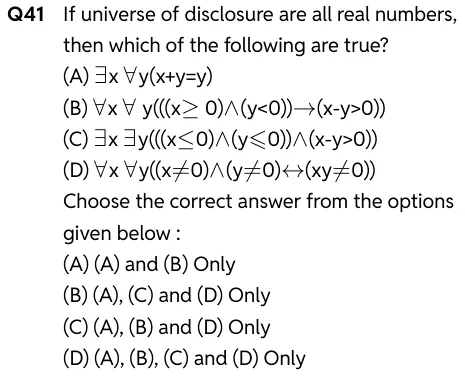 Q41 If universe of disclosure are all real numbers,
then which of the following are true?
(A) ∃x ∀y(x+y=y)
(B) ∀x ∀ y(((x≥ 0)∧(y<0))→(x-y>0))
(C) ∃x ∃y(((x≤0)∧(y⩽0))∧(x-y>0))
(D) ∀x ∀y((x≠0)∧(y≠0)↔(xy≠0))
Choose the correct answer from the options
given below :
(A) (A) and (B) Only
(B) (A), (C) and (D) Only
(C) (A), (B) and (D) Only
(D) (A), (B), (C) and (D) Only